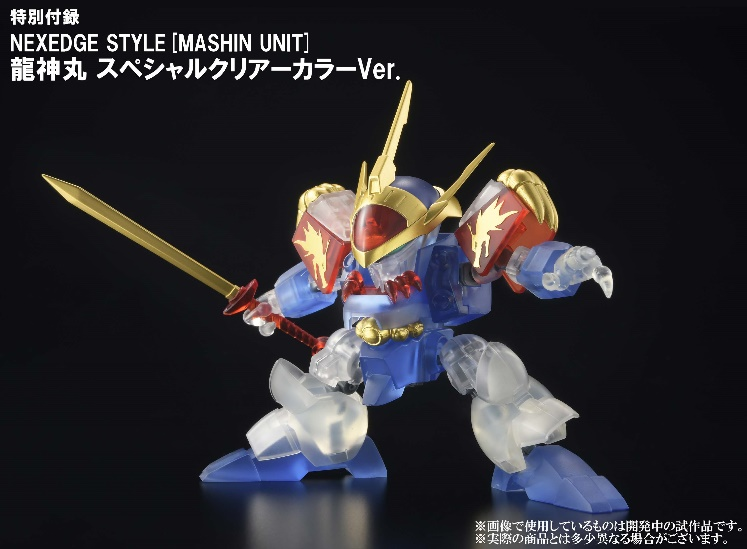 特別付録
NEXEDGE STYLE[MASHIN UNIT]
龍神丸 スペシャルクリアーカラーVer.
※画像で使用しているものは開発中の試作品です。
※実際の商品とは多少異なる場合がございます。